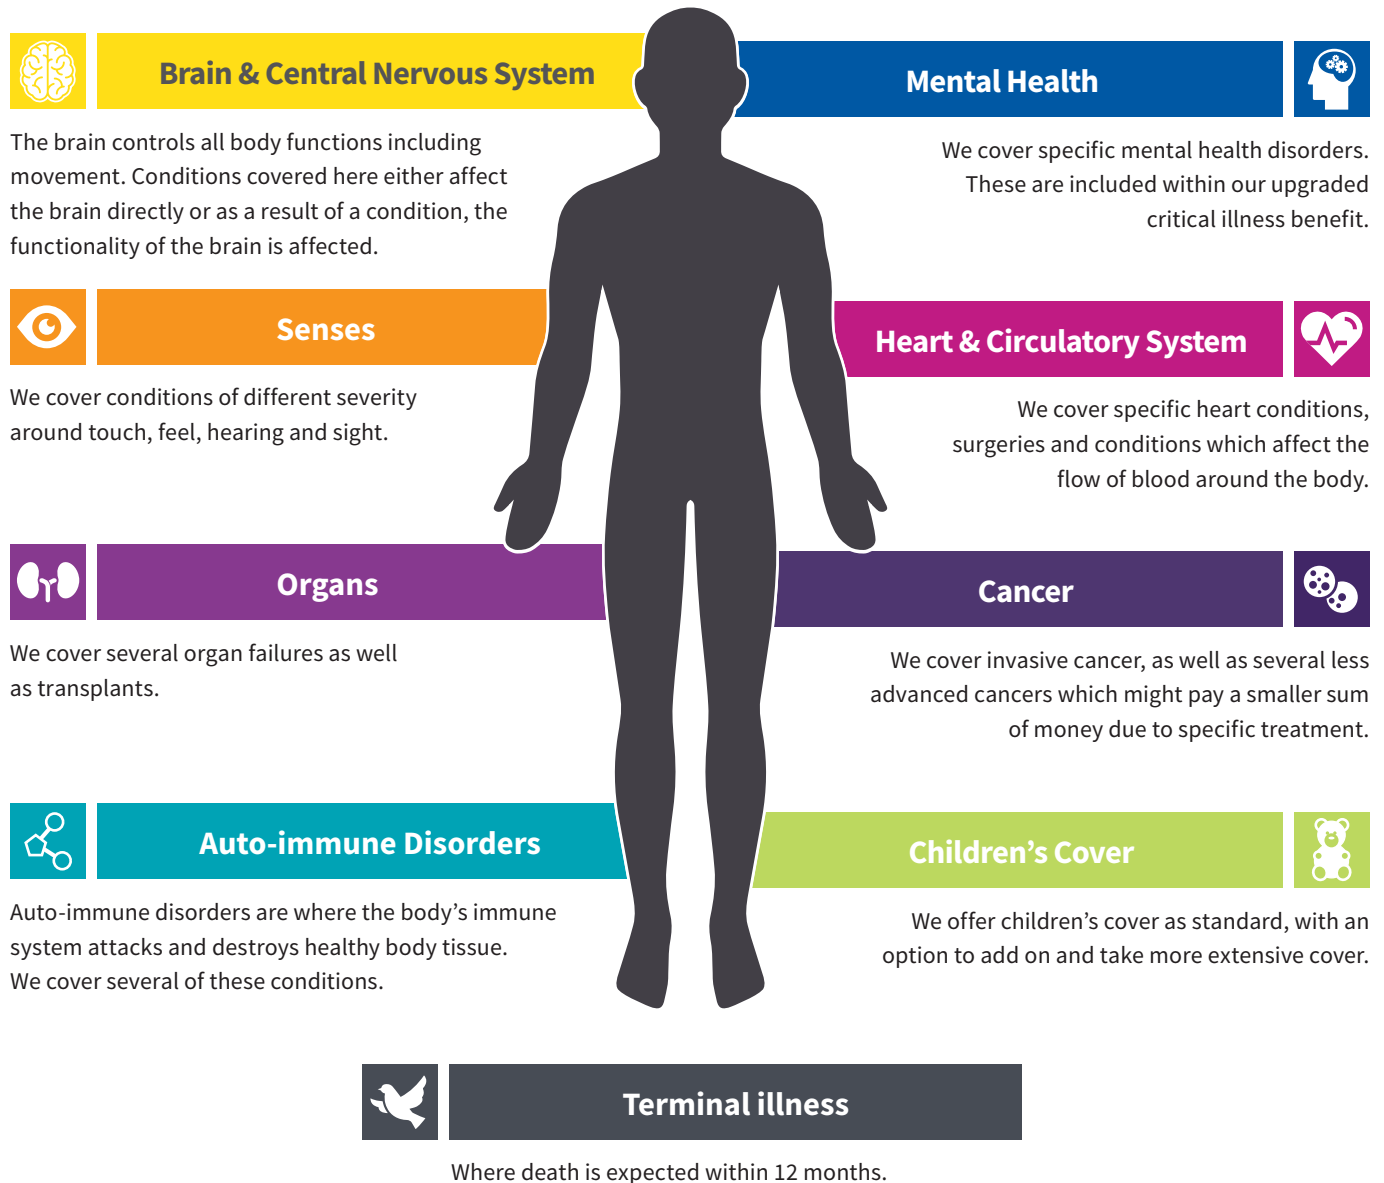 Brain & Central Nervous System
The brain controls all body functions including
movement. Conditions covered here either affect
the brain directly or as a result of a condition, the
functionality of the brain is affected.
Mental Health
We cover specific mental health disorders.
These are included within our upgraded
critical illness benefit.
Senses
We cover conditions of different severity
around touch, feel, hearing and sight.
Heart & Circulatory System
We cover specific heart conditions,
surgeries and conditions which affect the
flow of blood around the body.
Organs
We cover several organ failures as well
as transplants.
Cancer
We cover invasive cancer, as well as several less
advanced cancers which might pay a smaller sum
of money due to specific treatment.
Auto-immune Disorders
Auto-immune disorders are where the body’s immune
system attacks and destroys healthy body tissue.
We cover several of these conditions.
Children’s Cover
We offer children’s cover as standard, with an
option to add on and take more extensive cover.
Terminal illness
Where death is expected within 12 months.